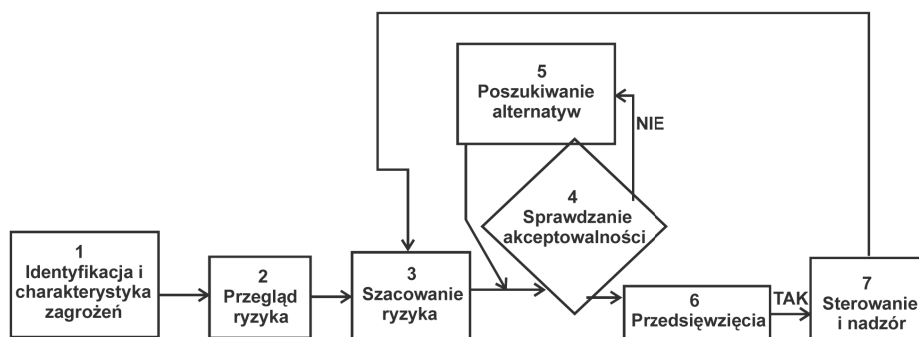 1
Identyfikacja i
charakterystyka
zagrożeń
2
Przegląd
ryzyka
3
Szacowanie
ryzyka
4
Sprawdzanie
akceptowalności
5
Poszukiwanie
alternatyw
NIE
6
Przedsięwzięcia
TAK
7
Sterowanie
i nadzór